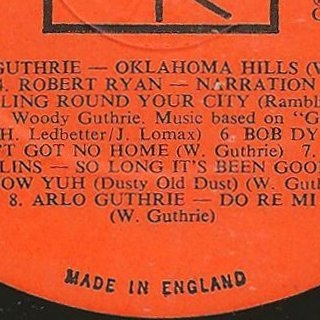 GUTHRIE — OKLAHOMA HILLS (W
4. ROBERT RYAN — NARRATION
LING ROUND YOUR CITY (Rambl
Woody Guthrie. Music based on "G
H. Ledbetter/J. Lomax) 6. BOB DY
'T GOT NO HOME (W. Guthrie) 7.
LINS — SO LONG IT'S BEEN GOO
OW YUH (Dusty Old Dust) (W. Gut
8. ARLO GUTHRIE — DO RE MI
(W. Guthrie)
MADE IN ENGLAND